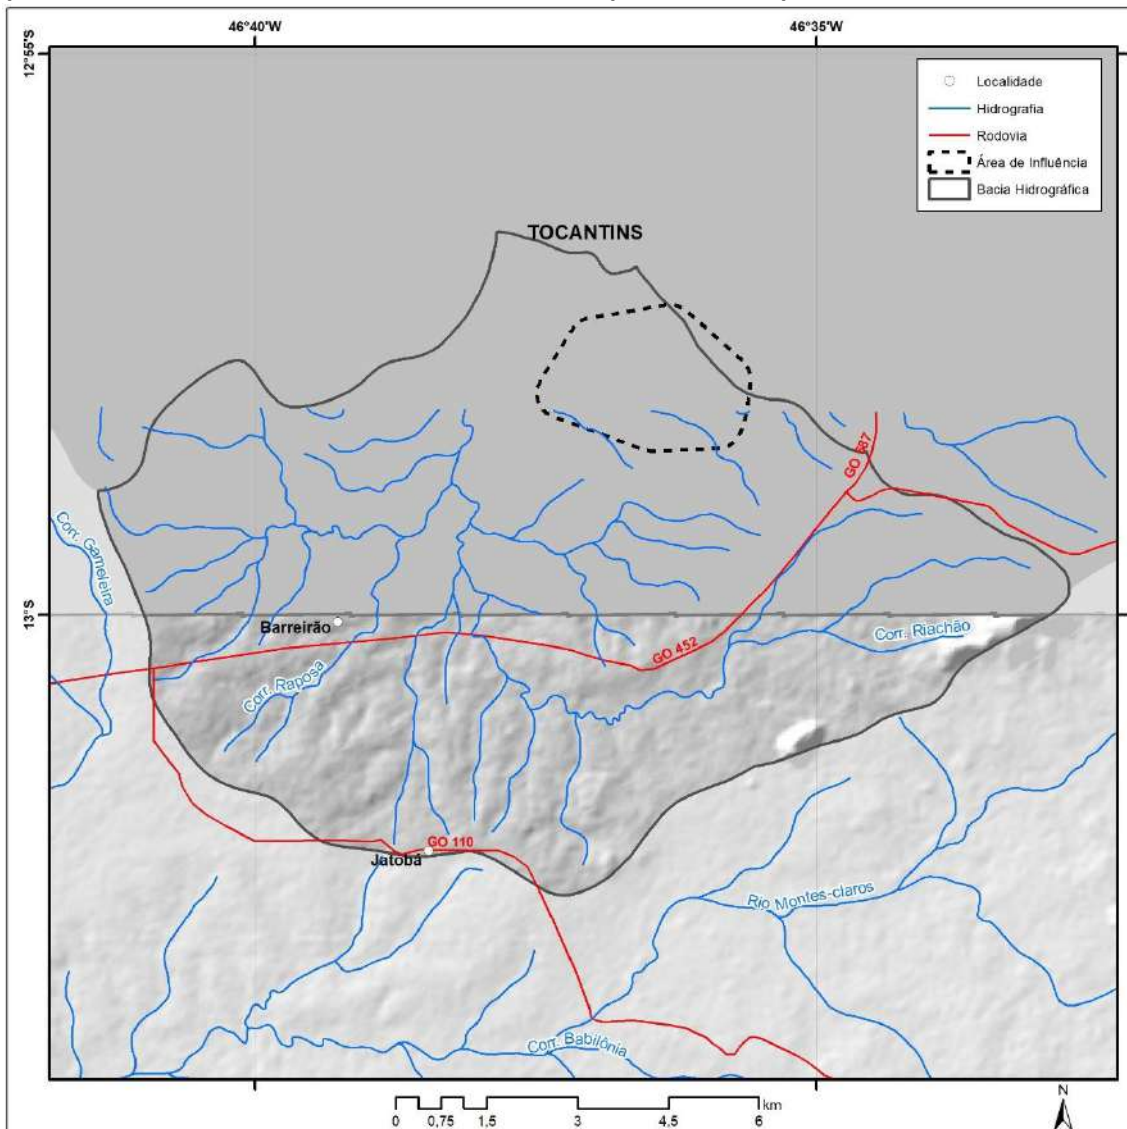 46°40'W
46°35'W
12°55'S
Localidade
Hidrografia
Rodovia
Área de Influência
Bacia Hidrográfica
TOCANTINS
GO 587
Corr. Gameleira
13°S
Barreirão
Corr. Riachão
GO 452
Corr. Raposa
GO 110
Jatobá
Rio Montes-claros
Corr. Babilônia
N
km
0 0,75 1,5 3 4,5 6